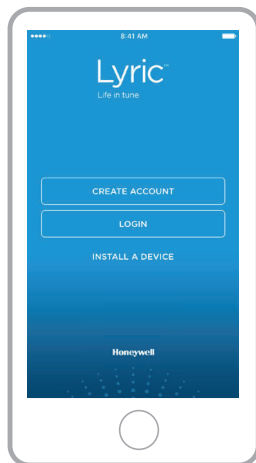 8:41 AM
Lyric™
Life in tune
CREATE ACCOUNT
LOGIN
INSTALL A DEVICE
Honeywell